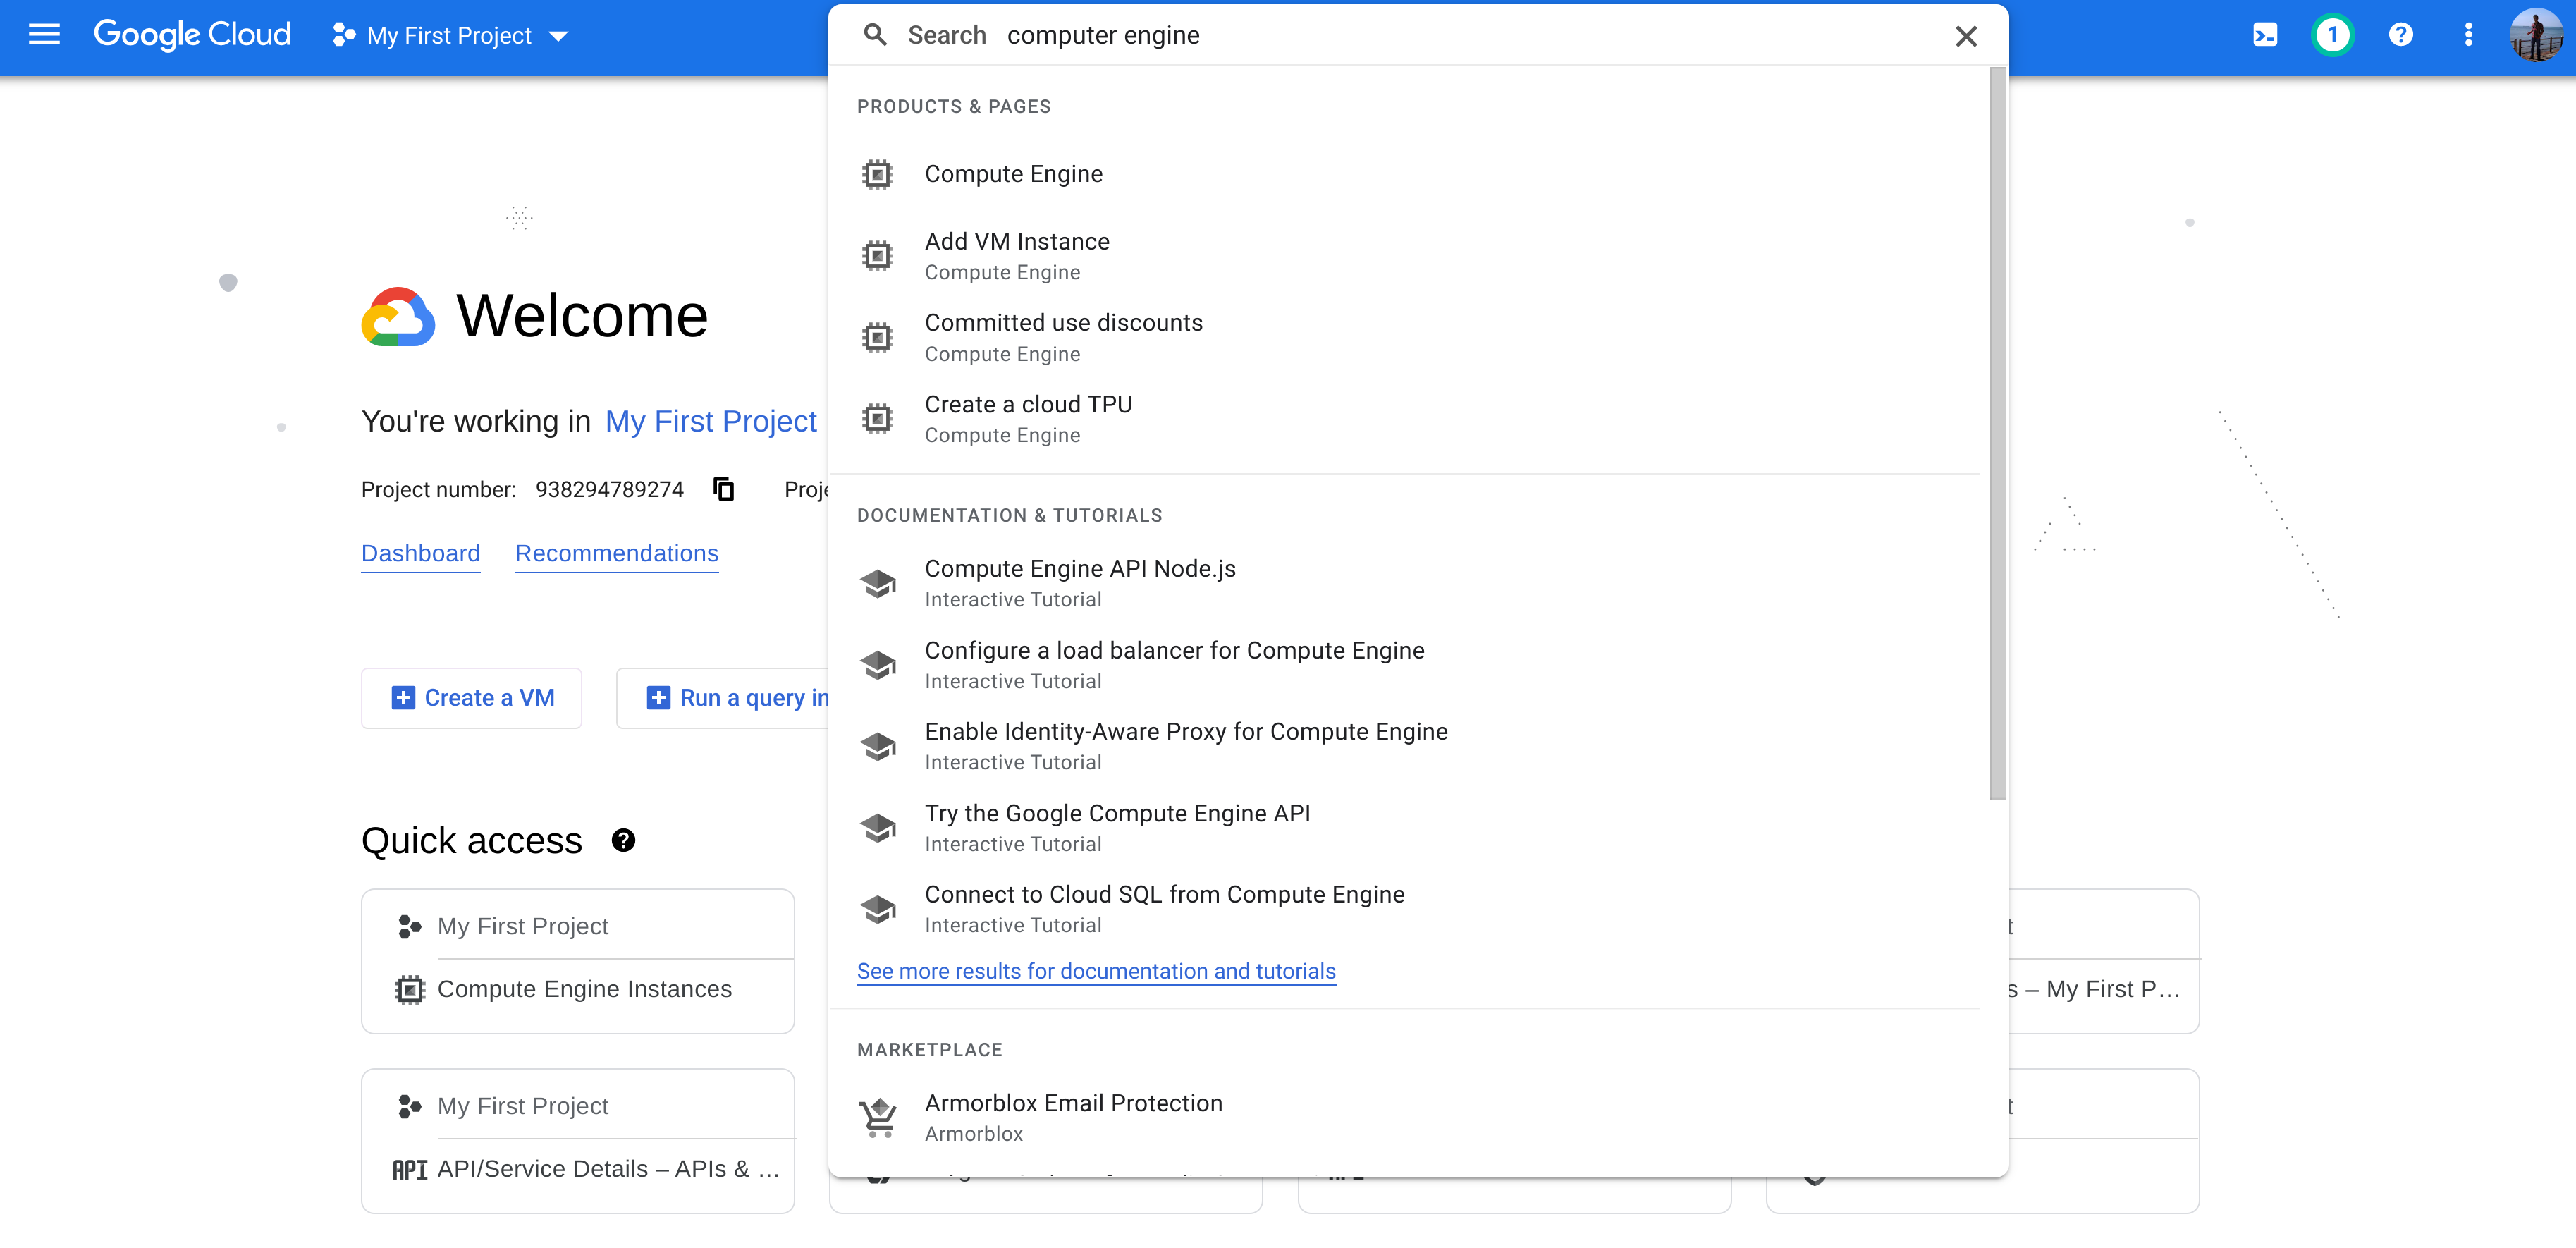 Google Cloud
My First Project
Search computer engine
1
PRODUCTS & PAGES
Compute Engine
Add VM Instance
Compute Engine
Committed use discounts
Compute Engine
Create a cloud TPU
Compute Engine
DOCUMENTATION & TUTORIALS
Compute Engine API Node.js
Interactive Tutorial
Configure a load balancer for Compute Engine
Interactive Tutorial
Enable Identity-Aware Proxy for Compute Engine
Interactive Tutorial
Try the Google Compute Engine API
Interactive Tutorial
Connect to Cloud SQL from Compute Engine
Interactive Tutorial
See more results for documentation and tutorials
MARKETPLACE
Armorblox Email Protection
Armorblox
Welcome
You're working in My First Project
Project number: 938294789274
Dashboard Recommendations
Create a VM
Run a query in
Quick access
My First Project
Compute Engine Instances
My First Project
API API/Service Details – APIs & ...
– My First P...